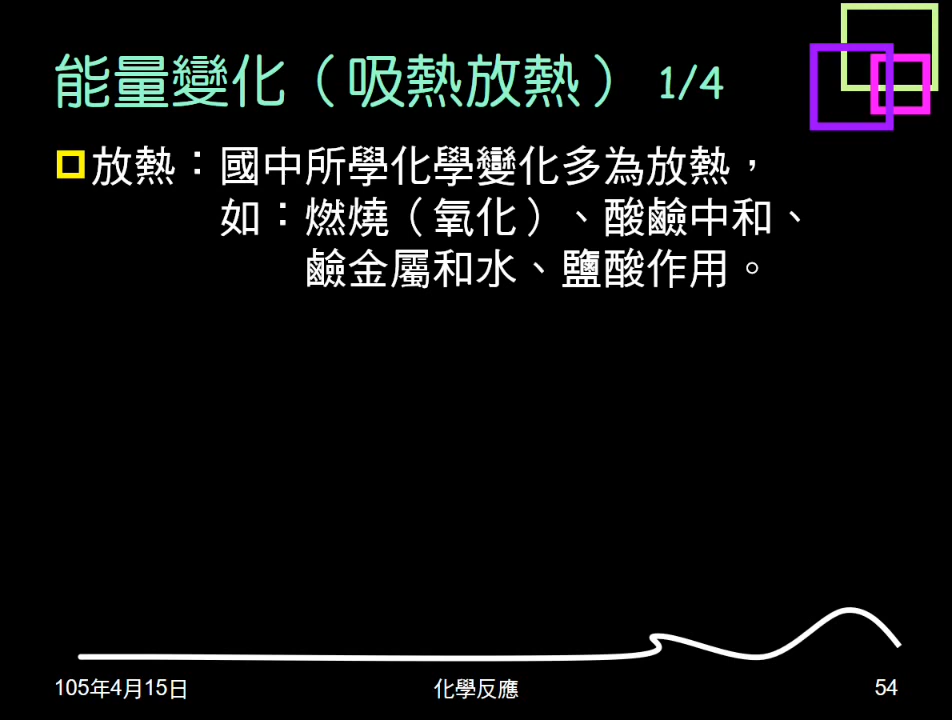 能量變化（吸熱放熱）1/4
放熱：國中所學化學變化多為放熱，
如：燃燒（氧化）、酸鹼中和、
鹼金屬和水、鹽酸作用。
105年4月15日
化學反應
54